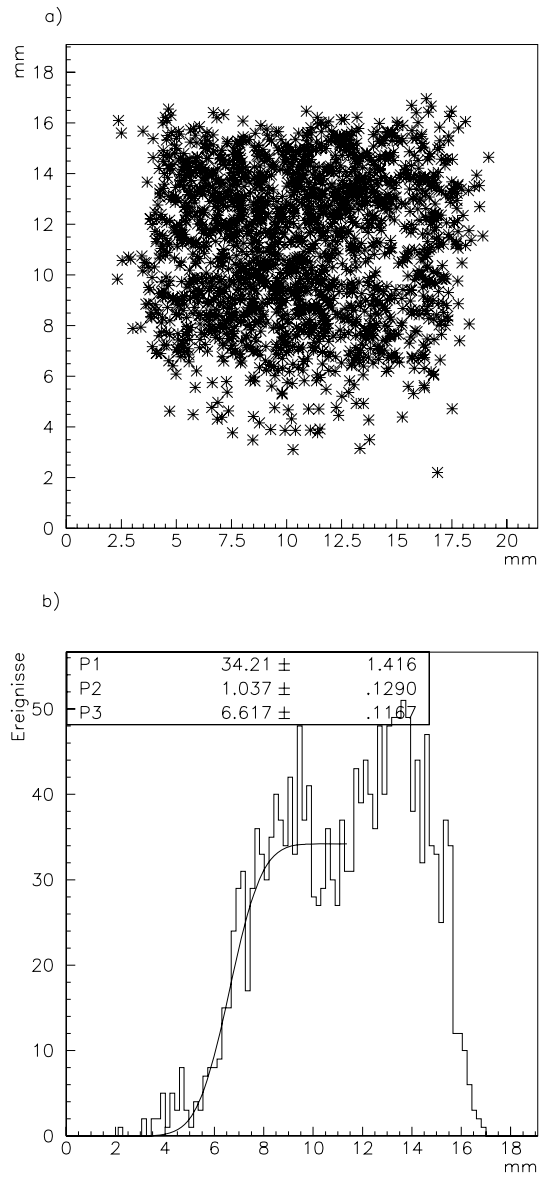 a)
mm
18
16
14
12
10
8
6
4
2
0
0 2.5 5 7.5 10 12.5 15 17.5 20
mm
b)
Ereignisse
P1 34.21 ± 1.416
P2 1.037 ± .1290
P3 6.617 ± .1167
50
40
30
20
10
0
0 2 4 6 8 10 12 14 16 18
mm